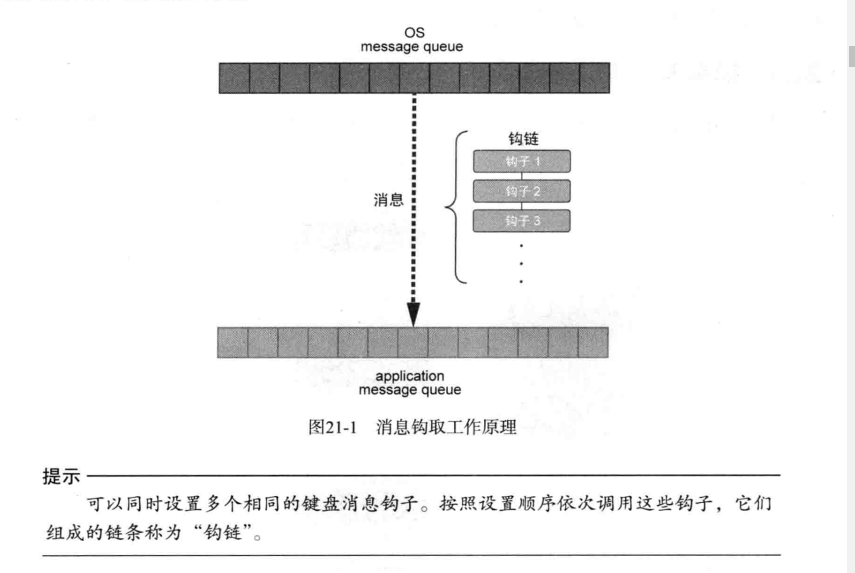 OS
message queue
钩链
钩子 1
钩子 2
钩子 3
消息
application
message queue
图21-1 消息钩取工作原理
提示
可以同时设置多个相同的键盘消息钩子。按照设置顺序依次调用这些钩子，它们
组成的链条称为“钩链”。